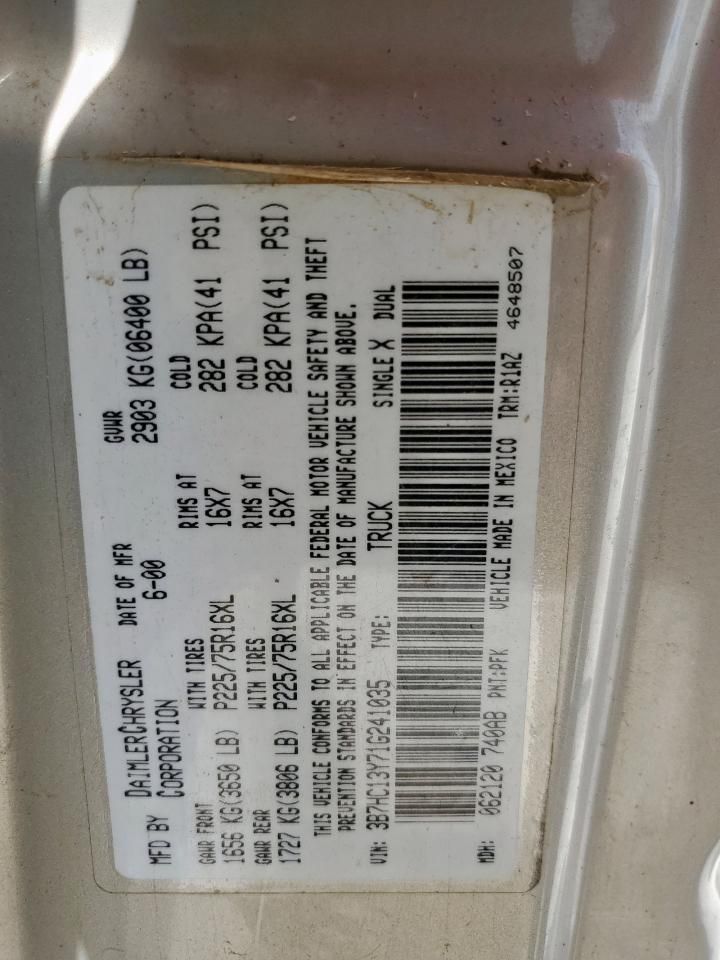 MFD BY DAIMLERCHRYSLER CORPORATION DATE OF MFR 6-00 GVWR 2903 KG(06400 LB)
GAWR FRONT WITH TIRES RIMS AT COLD
1656 KG(3650 LB) P225/75R16XL 16X7 282 KPA(41 PSI)
GAWR REAR WITH TIRES RIMS AT COLD
1727 KG(3806 LB) P225/75R16XL 16X7 282 KPA(41 PSI)
THIS VEHICLE CONFORMS TO ALL APPLICABLE FEDERAL MOTOR VEHICLE SAFETY AND THEFT
PREVENTION STANDARDS IN EFFECT ON THE DATE OF MANUFACTURE SHOWN ABOVE.
VIN: 3B7HC13Y71G241035 TYPE: TRUCK SINGLE X DUAL
MDH: 062120 740AB PNT:PFK VEHICLE MADE IN MEXICO TRM:R1AZ 4648507